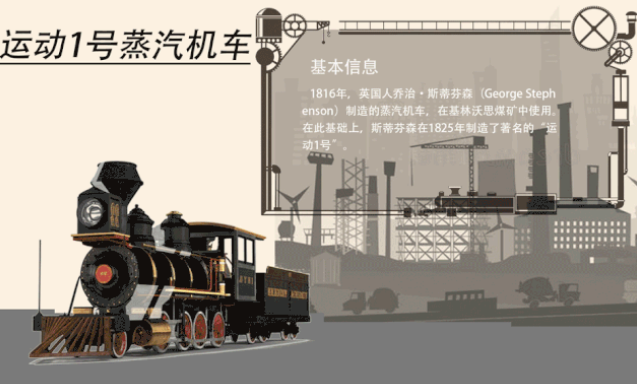 运动1号蒸汽机车
基本信息
1816年，英国人乔治·斯蒂芬森（George Steph
enson）制造的蒸汽机车，在基林沃思煤矿中使用.
在此基础上，斯蒂芬森在1825年制造了著名的“运
动1号”。